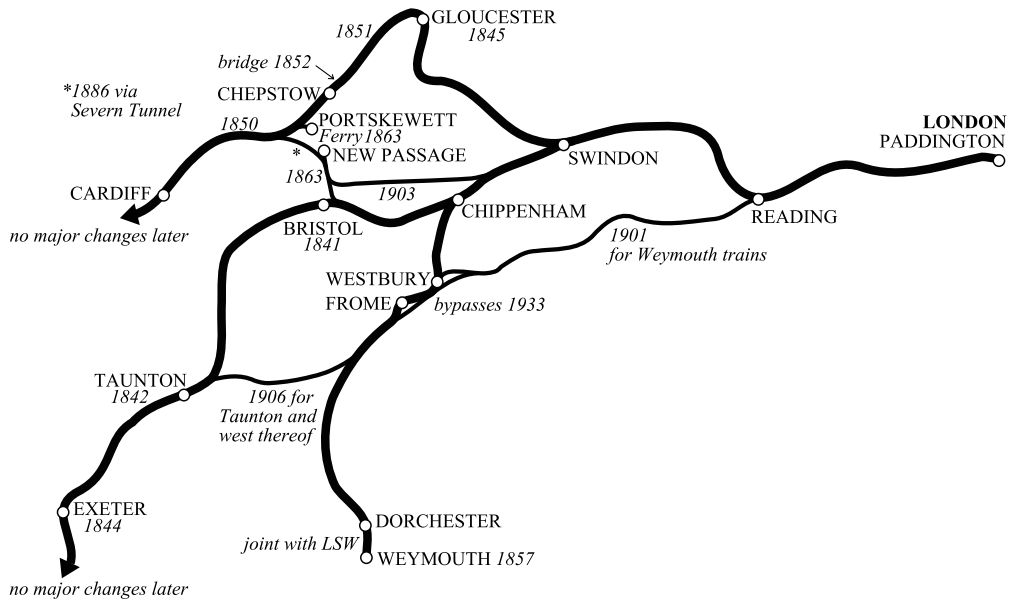 GLOUCESTER
1845
1851
bridge 1852
CHEPSTOW
*1886 via
Severn Tunnel
LONDON
PADDINGTON
PORTSKEWETT
Ferry 1863
1850
*
NEW PASSAGE
SWINDON
1863
1903
CARDIFF
no major changes later
BRISTOL
1841
CHIPPENHAM
READING
1901
for Weymouth trains
WESTBURY
FROME
bypasses 1933
TAUNTON
1842
1906 for
Taunton and
west thereof
EXETER
1844
DORCHESTER
joint with LSW
WEYMOUTH 1857
no major changes later